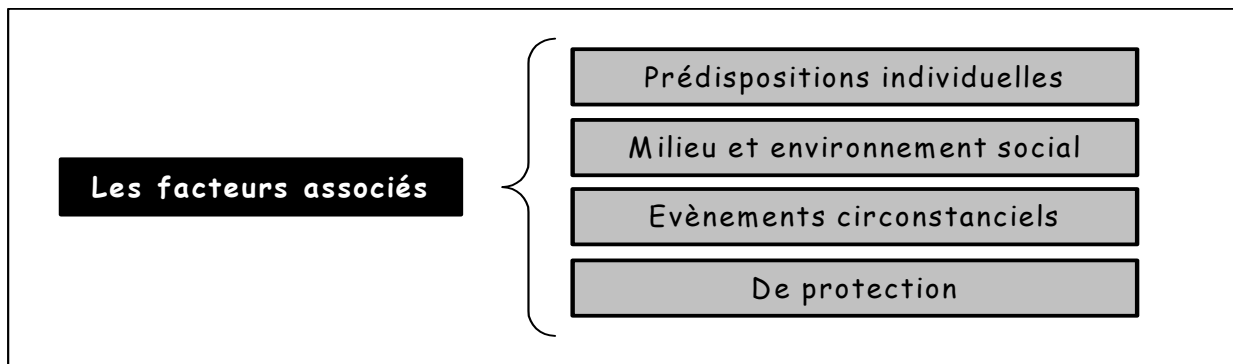 Les facteurs associés
Prédispositions individuelles
Milieu et environnement social
Evènements circonstanciels
De protection